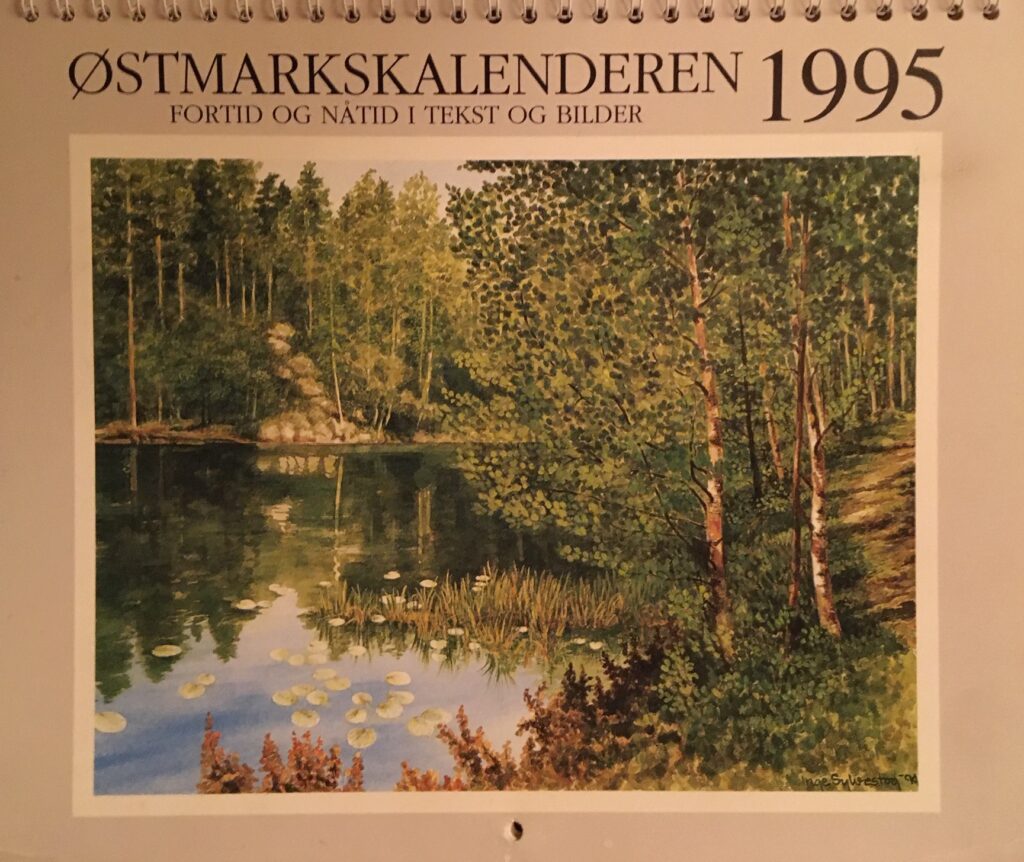 ØSTMARKSKALENDEREN 1995
FORTID OG NÅTID I TEKST OG BILDER